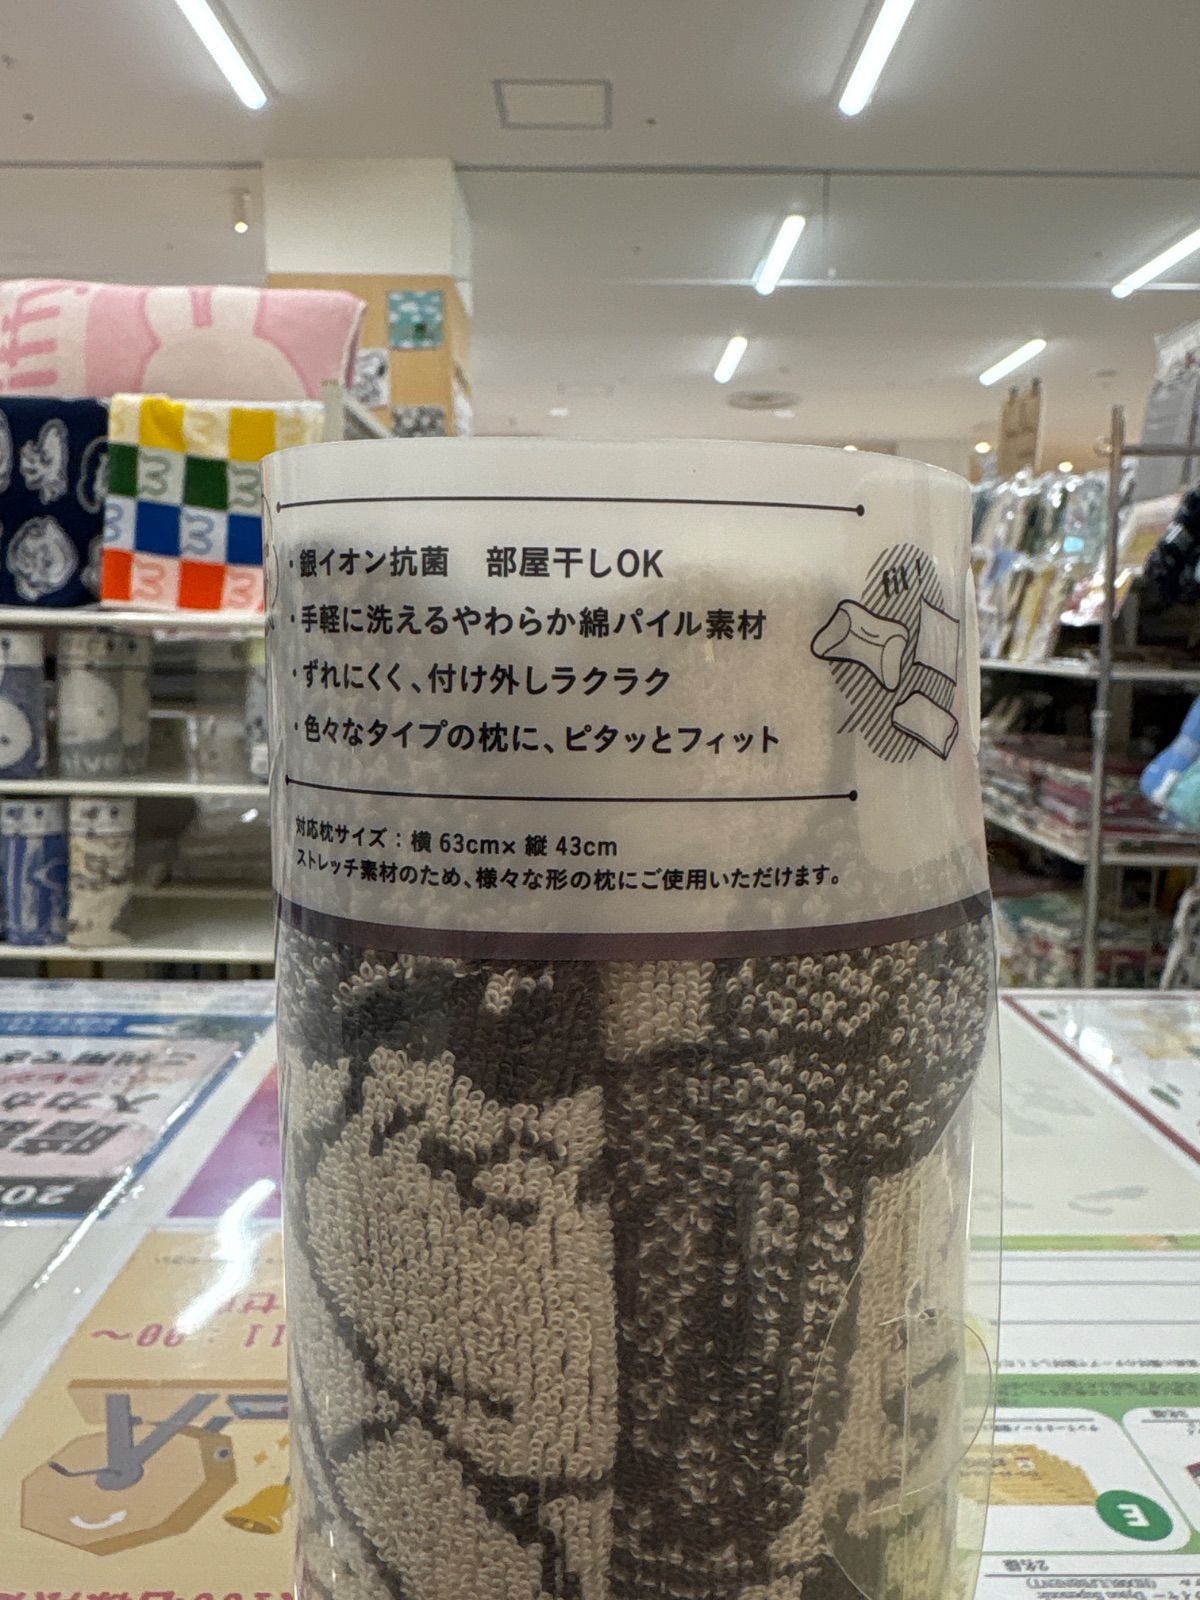 ・銀イオン抗菌　部屋干しOK
・手軽に洗えるやわらか綿パイル素材
・ずれにくく、付け外しラクラク
・色々なタイプの枕に、ピタッとフィット
fit!
対応枕サイズ：横 63cm× 縦 43cm
ストレッチ素材のため、様々な形の枕にご使用いただけます。
11：00～
E
2名様